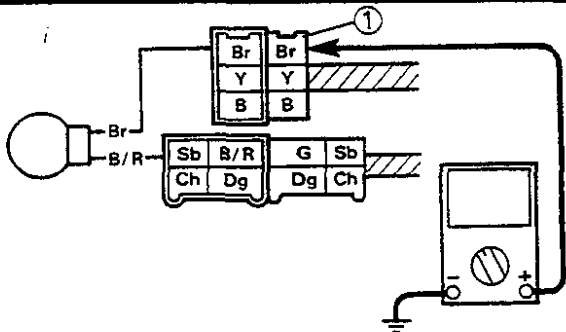 i
1
Br Br
Y Y
B B
Br
B/R
Sb B/R G Sb
Ch Dg Dg Ch
- +